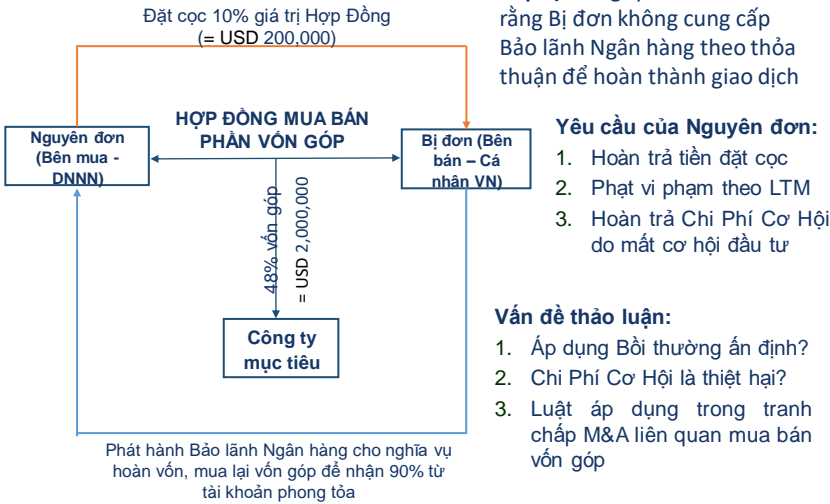 Đặt cọc 10% giá trị Hợp Đồng
(= USD 200,000)
rằng Bị đơn không cung cấp
Bảo lãnh Ngân hàng theo thỏa
thuận để hoàn thành giao dịch
HỢP ĐỒNG MUA BÁN
PHẦN VỐN GÓP
Nguyên đơn
(Bên mua -
DNNN)
Bị đơn (Bên
bán – Cá
nhân VN)
48% vốn góp
= USD 2,000,000
Công ty
mục tiêu
Yêu cầu của Nguyên đơn:
1. Hoàn trả tiền đặt cọc
2. Phạt vi phạm theo LTM
3. Hoàn trả Chi Phí Cơ Hội
do mất cơ hội đầu tư
Vấn đề thảo luận:
1. Áp dụng Bồi thường ấn định?
2. Chi Phí Cơ Hội là thiệt hại?
3. Luật áp dụng trong tranh
chấp M&A liên quan mua bán
vốn góp
Phát hành Bảo lãnh Ngân hàng cho nghĩa vụ
hoàn vốn, mua lại vốn góp để nhận 90% từ
tài khoản phong tỏa